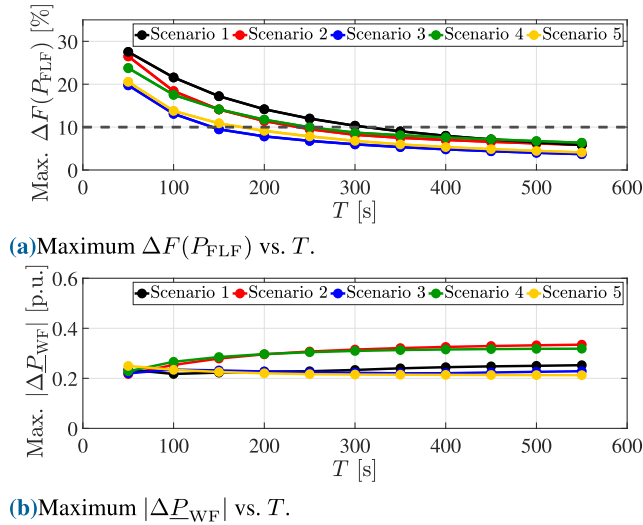 Max. ΔF(P_FLF) [%]
30
20
10
0
Scenario 1 Scenario 2 Scenario 3 Scenario 4 Scenario 5
0 100 200 300 400 500 600
T [s]
(a)Maximum ΔF(P_FLF) vs. T.
Max. |ΔP_WF| [p.u.]
0.6
0.4
0.2
0
Scenario 1 Scenario 2 Scenario 3 Scenario 4 Scenario 5
0 100 200 300 400 500 600
T [s]
(b)Maximum |ΔP_WF| vs. T.